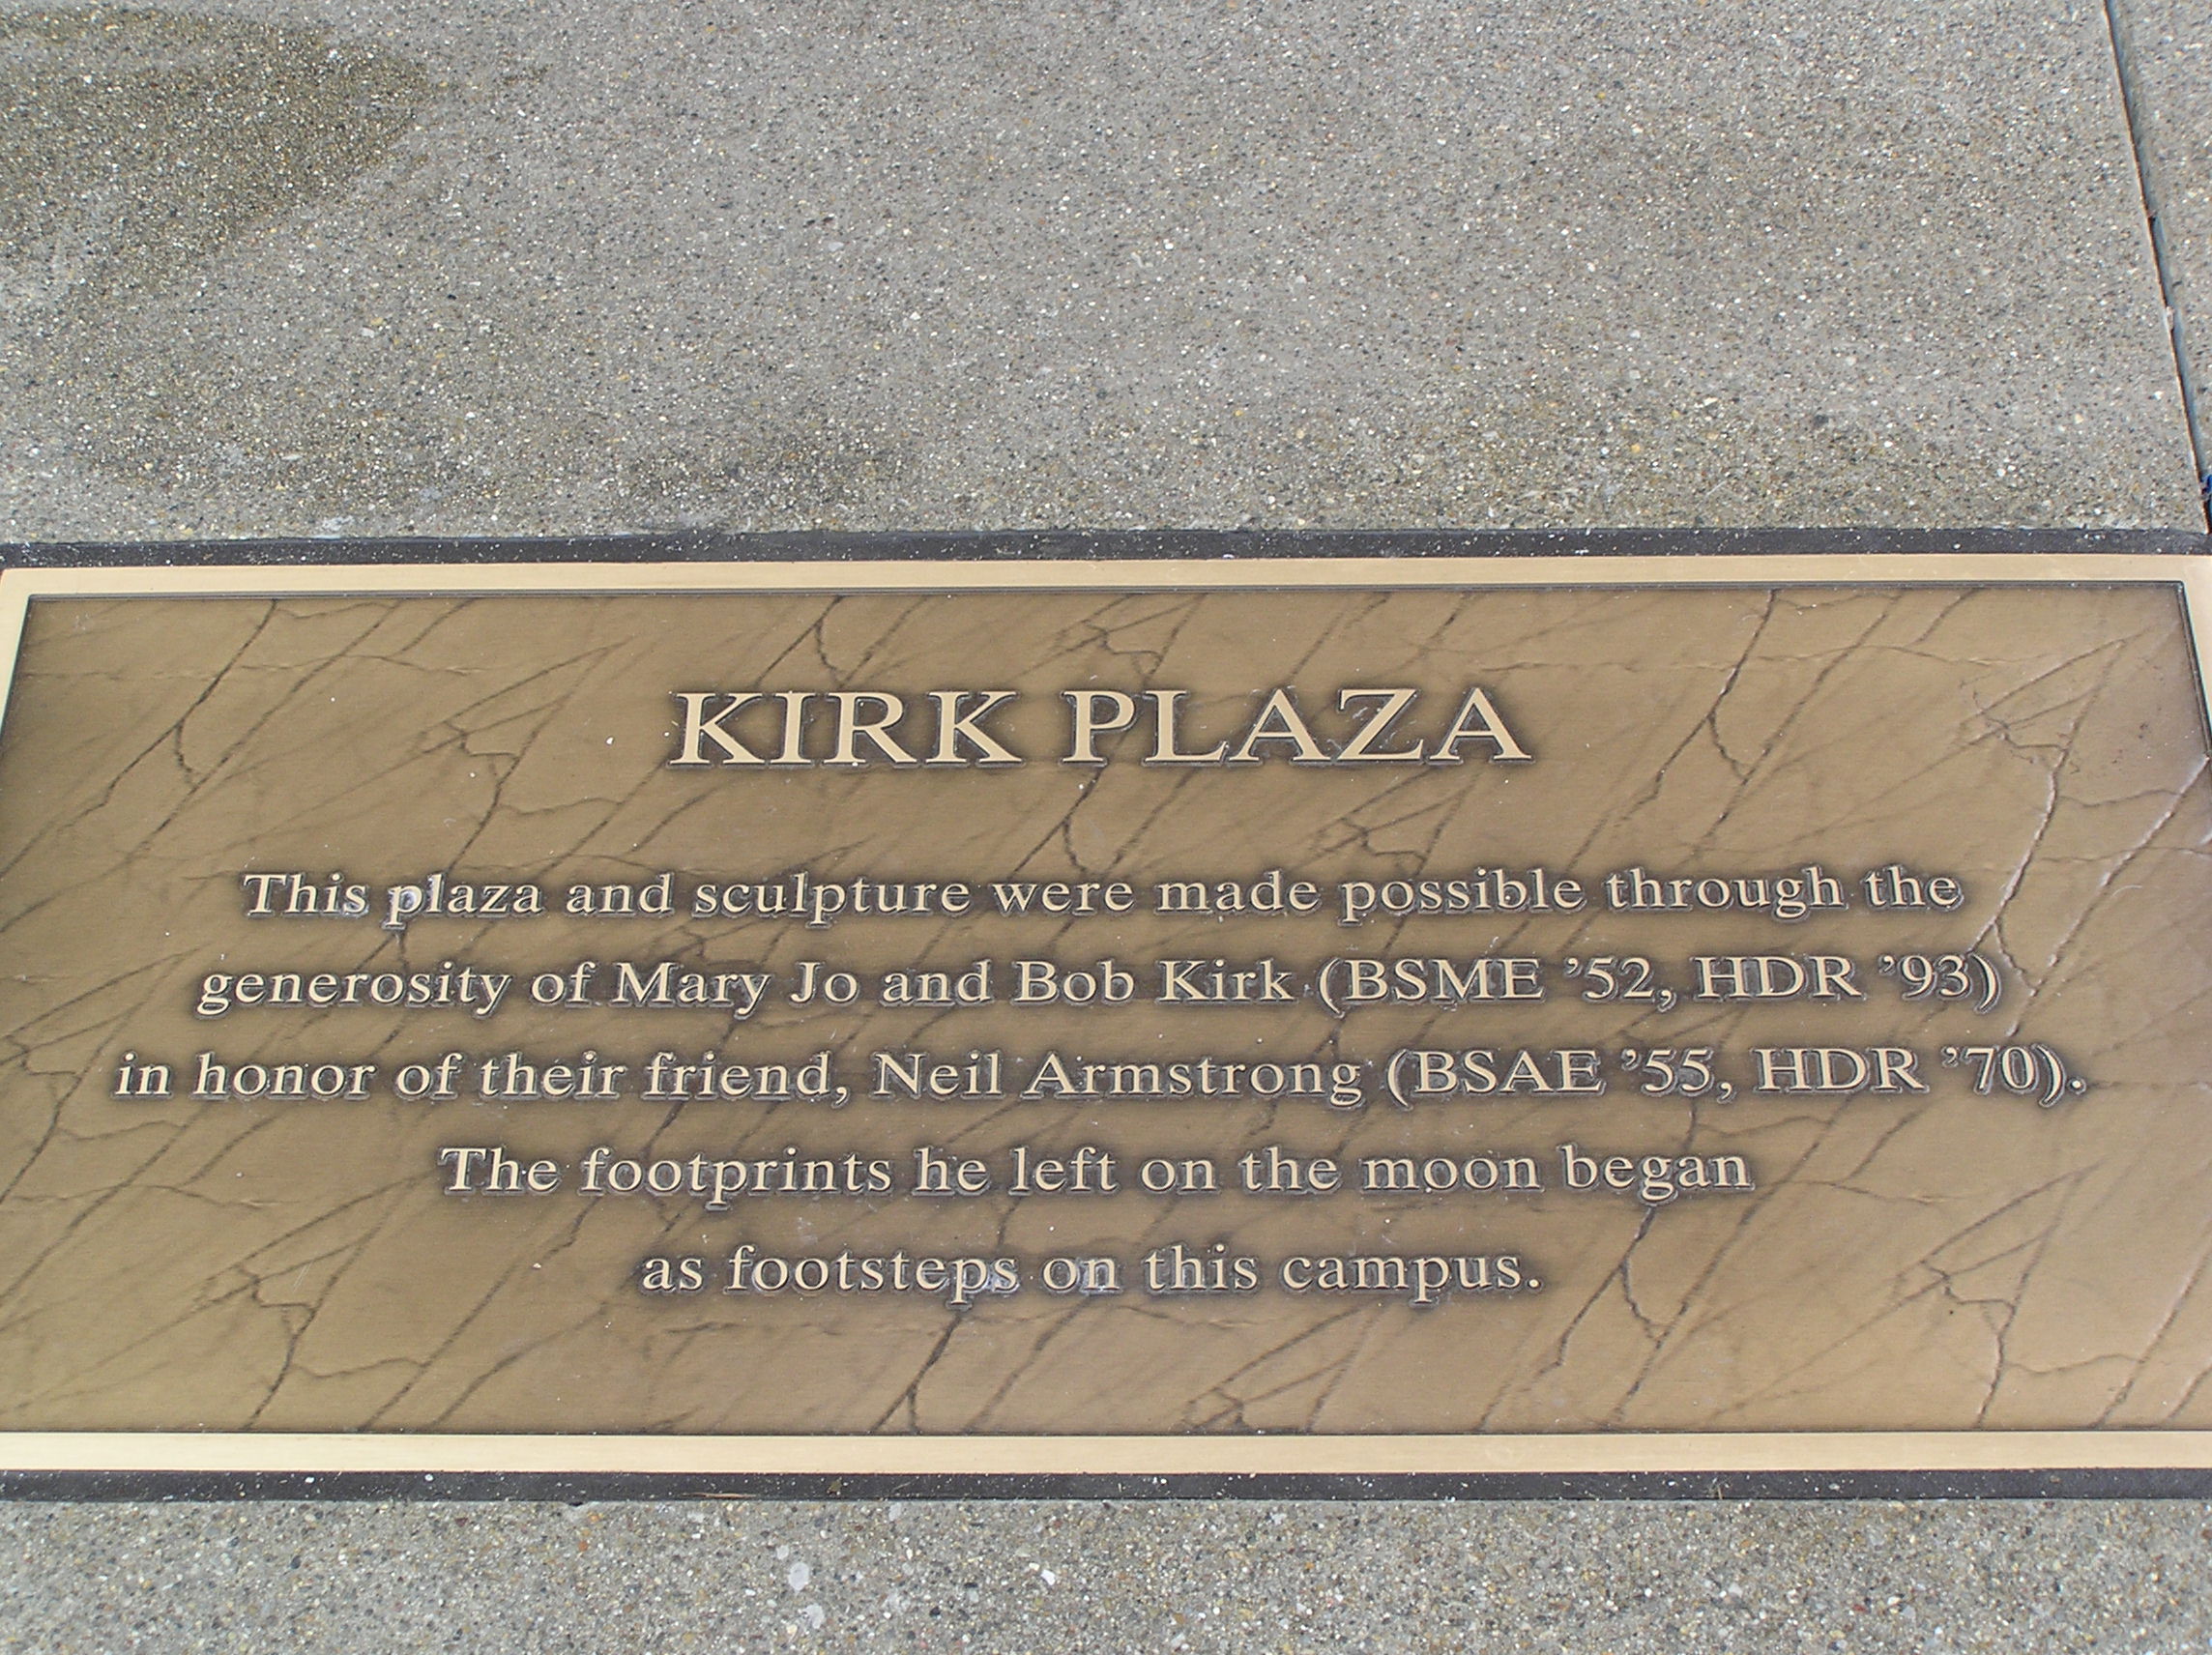 KIRK PLAZA
This plaza and sculpture were made possible through the
generosity of Mary Jo and Bob Kirk (BSME ’52, HDR ’93)
in honor of their friend, Neil Armstrong (BSAE ’55, HDR ’70).
The footprints he left on the moon began
as footsteps on this campus.